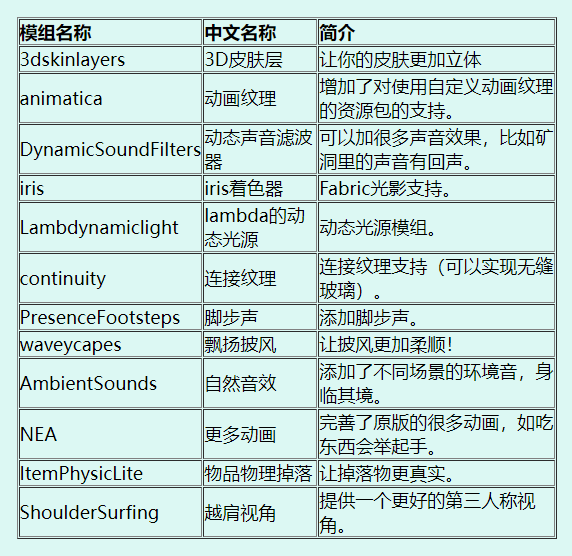 模组名称 中文名称 简介
3dskinlayers 3D皮肤层 让你的皮肤更加立体
animatica 动画纹理 增加了对使用自定义动画纹理
的资源包的支持。
DynamicSoundFilters 动态声音滤波
器 可以加很多声音效果，比如矿
洞里的声音有回声。
iris iris着色器 Fabric光影支持。
Lambdynamiclight lambda的动
态光源 动态光源模组。
continuity 连接纹理 连接纹理支持（可以实现无缝
玻璃）。
PresenceFootsteps 脚步声 添加脚步声。
waveycapes 飘扬披风 让披风更加柔顺！
AmbientSounds 自然音效 添加了不同场景的环境音，身
临其境。
NEA 更多动画 完善了原版的很多动画，如吃
东西会举起手。
ItemPhysicLite 物品物理掉落 让掉落物更真实。
ShoulderSurfing 越肩视角 提供一个更好的第三人称视
角。